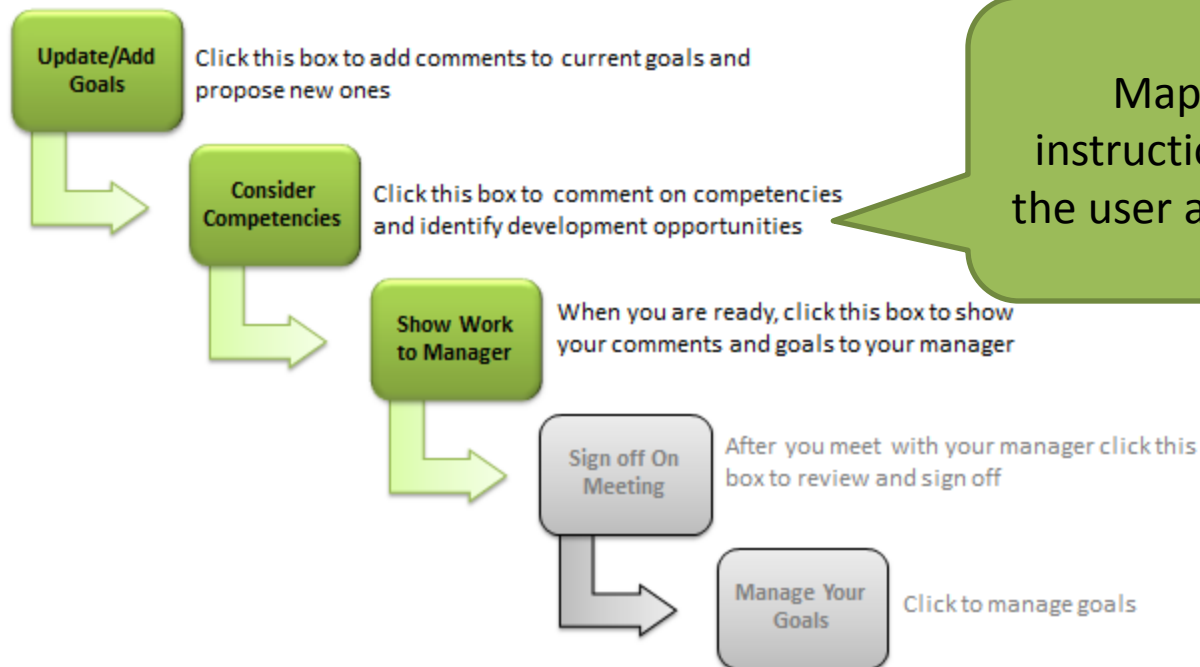 Update/Add
Goals
Click this box to add comments to current goals and
propose new ones
Map
the user a
Consider
Competencies
Click this box to comment on competencies
and identify development opportunities
Show Work
to Manager
When you are ready, click this box to show
your comments and goals to your manager
Sign off On
Meeting
After you meet with your manager click this
box to review and sign off
Manage Your
Goals
Click to manage goals